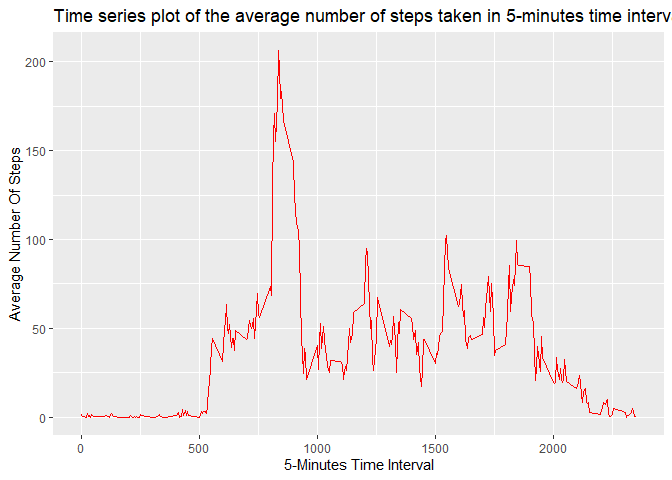 Time series plot of the average number of steps taken in 5-minutes time interv
200
150
100
50
0
Average Number Of Steps
0 500 1000 1500 2000
5-Minutes Time Interval